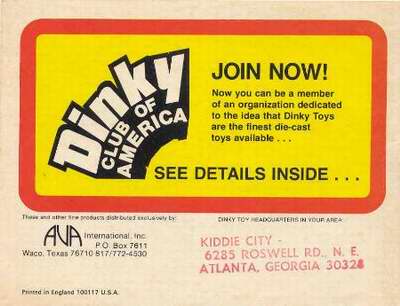 Dinky
CLUB OF
AMERICA
JOIN NOW!
Now you can be a member
of an organization dedicated
to the idea that Dinky Toys
are the finest die-cast
toys available . . .
SEE DETAILS INSIDE . . .
These and other fine products distributed exclusively by:
AVA International, Inc.
P.O. Box 7611
Waco, Texas 76710 817/772-4530
DINKY TOY HEADQUARTERS IN YOUR AREA
KIDDIE CITY -
6285 ROSWELL RD., N. E.
ATLANTA, GEORGIA 30328
Printed in England 100117 U.S.A.